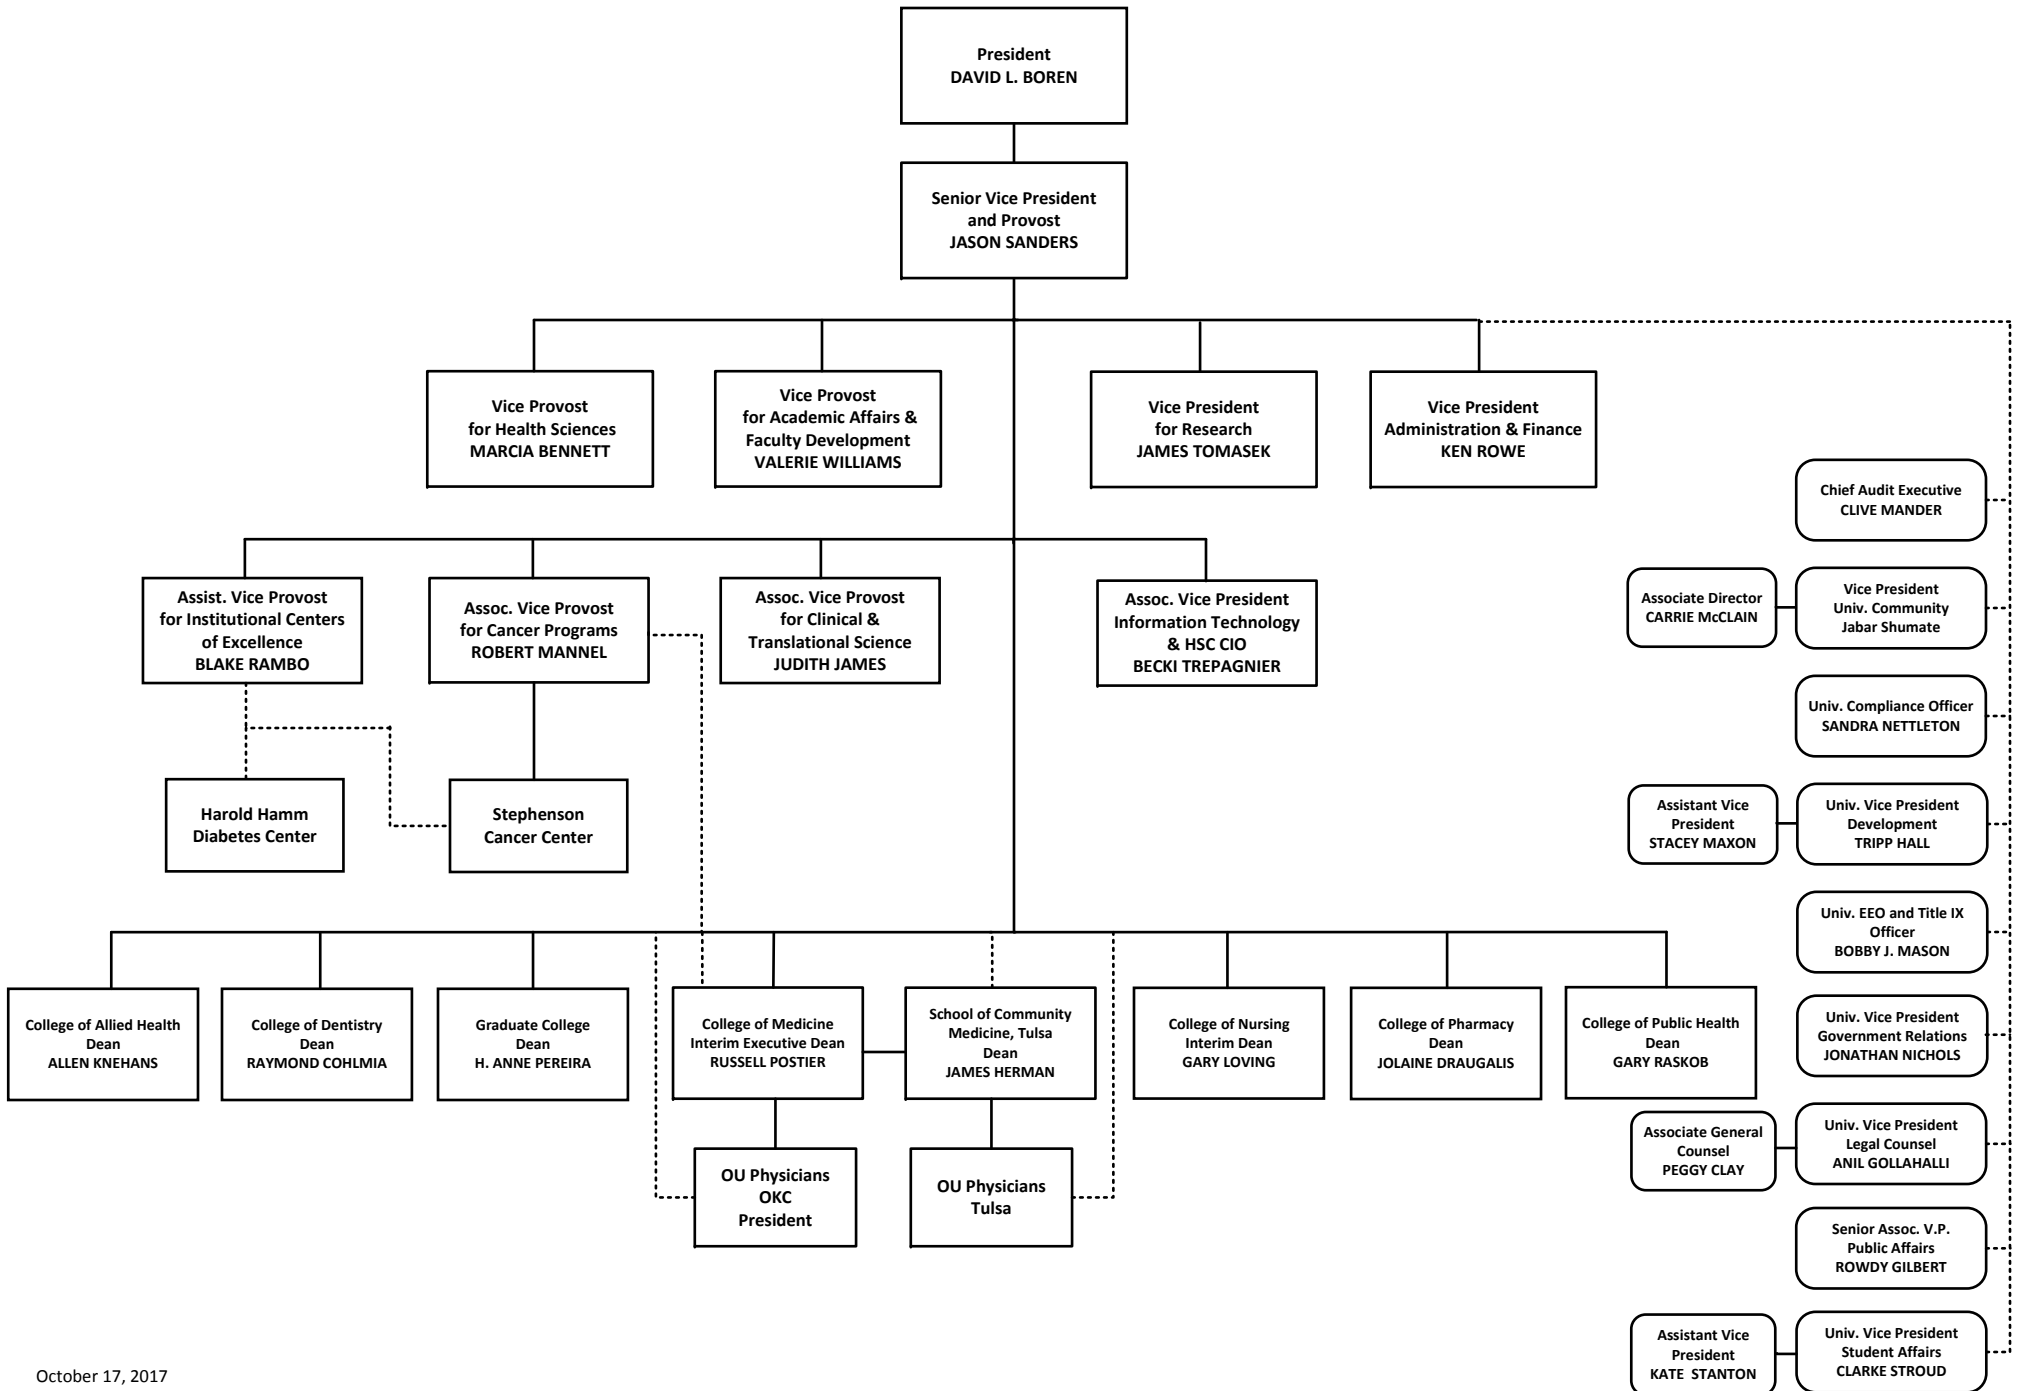 President
DAVID L. BOREN
Senior Vice President
and Provost
JASON SANDERS
Vice Provost
for Health Sciences
MARCIA BENNETT
Vice Provost
for Academic Affairs &
Faculty Development
VALERIE WILLIAMS
Vice President
for Research
JAMES TOMASEK
Vice President
Administration & Finance
KEN ROWE
Chief Audit Executive
CLIVE MANDER
Associate Director
CARRIE McCLAIN
Vice President
Univ. Community
Jabar Shumate
Assist. Vice Provost
for Institutional Centers
of Excellence
BLAKE RAMBO
Assoc. Vice Provost
for Cancer Programs
ROBERT MANNEL
Assoc. Vice Provost
for Clinical &
Translational Science
JUDITH JAMES
Assoc. Vice President
Information Technology
& HSC CIO
BECKI TREPAGNIER
Univ. Compliance Officer
SANDRA NETTLETON
Harold Hamm
Diabetes Center
Stephenson
Cancer Center
Assistant Vice
President
STACEY MAXON
Univ. Vice President
Development
TRIPP HALL
Univ. EEO and Title IX
Officer
BOBBY J. MASON
College of Allied Health
Dean
ALLEN KNEHANS
College of Dentistry
Dean
RAYMOND COHLMIA
Graduate College
Dean
H. ANNE PEREIRA
College of Medicine
Interim Executive Dean
RUSSELL POSTIER
School of Community
Medicine, Tulsa
Dean
JAMES HERMAN
College of Nursing
Interim Dean
GARY LOVING
College of Pharmacy
Dean
JOLAINE DRAUGALIS
College of Public Health
Dean
GARY RASKOB
Univ. Vice President
Government Relations
JONATHAN NICHOLS
OU Physicians
OKC
President
OU Physicians
Tulsa
Associate General
Counsel
PEGGY CLAY
Univ. Vice President
Legal Counsel
ANIL GOLLAHALLI
Senior Assoc. V.P.
Public Affairs
ROWDY GILBERT
Assistant Vice
President
KATE STANTON
Univ. Vice President
Student Affairs
CLARKE STROUD
October 17, 2017